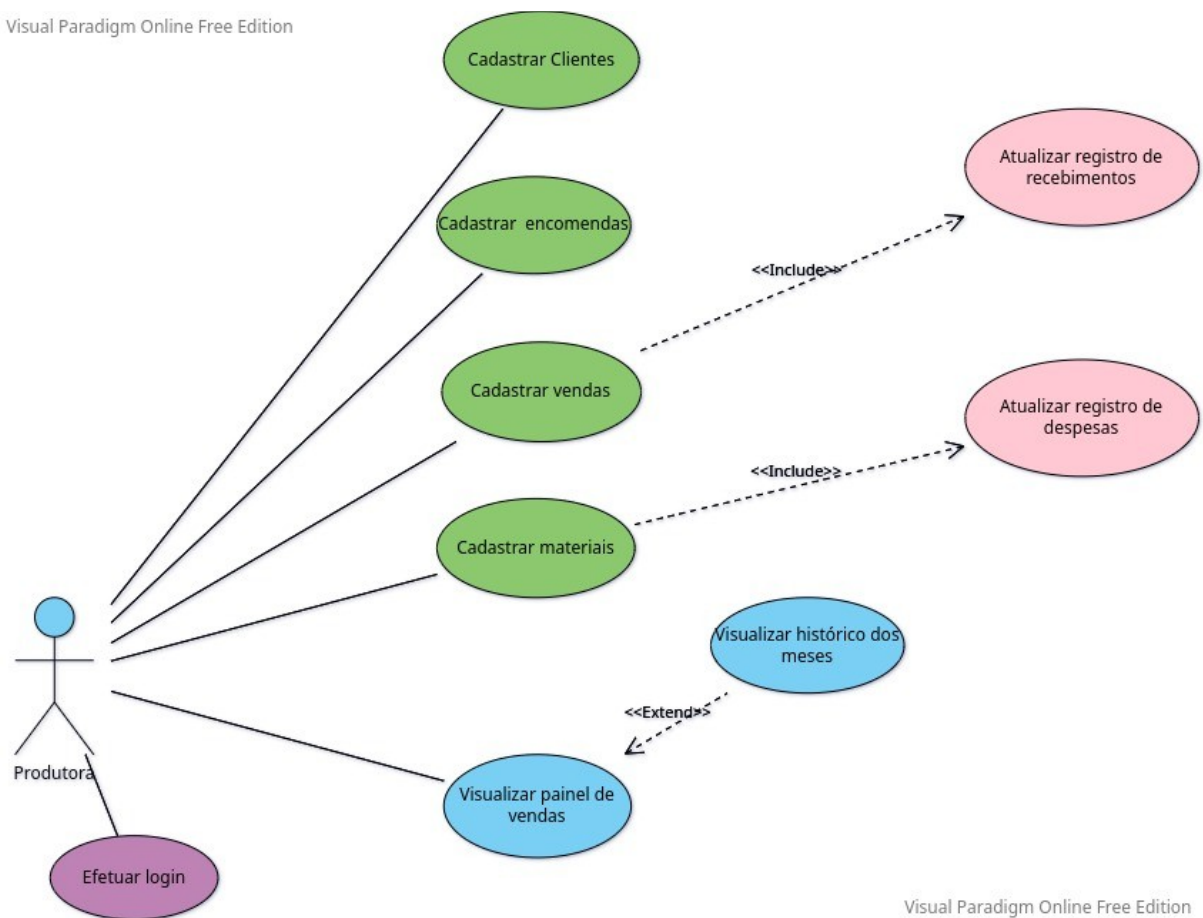 Visual Paradigm Online Free Edition
Cadastrar Clientes
Atualizar registro de
recebimentos
Cadastrar  encomendas
<<Include>>
Cadastrar vendas
Atualizar registro de
despesas
<<Include>>
Cadastrar materiais
Visualizar histórico dos
meses
<<Extend>>
Produtora
Visualizar painel de
vendas
Efetuar login
Visual Paradigm Online Free Edition